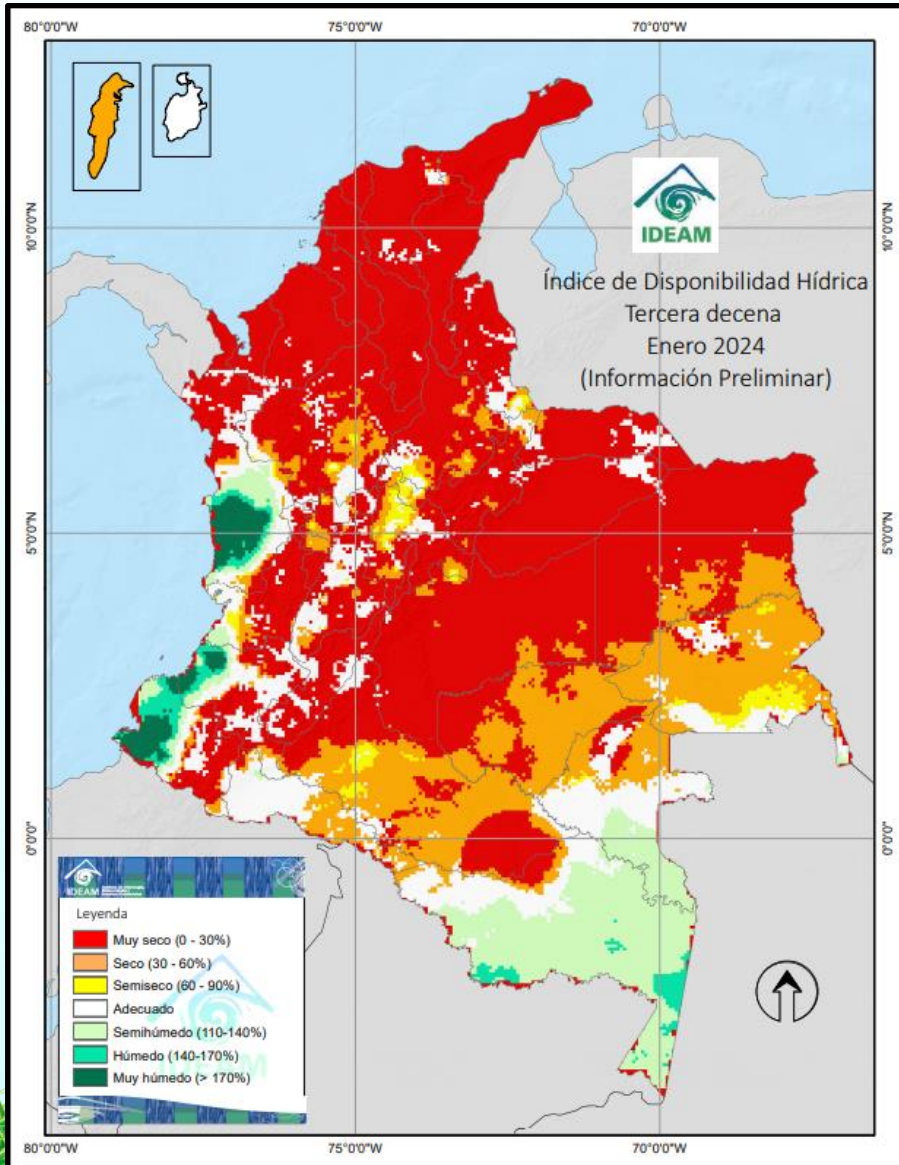 80°0'0"W
75°0'0"W
70°0'0"W
10°0'0"N
10°0'0"N
IDEAM
Índice de Disponibilidad Hídrica
Tercera decena
Enero 2024
(Información Preliminar)
5°0'0"N
5°0'0"N
0°0'0"
0°0'0"
IDEAM
Leyenda
Muy seco (0 - 30%)
Seco (30 - 60%)
Semiseco (60 - 90%)
Adecuado
Semihúmedo (110-140%)
Húmedo (140-170%)
Muy húmedo (> 170%)
IDEAM
80°0'0"W
75°0'0"W
70°0'0"W